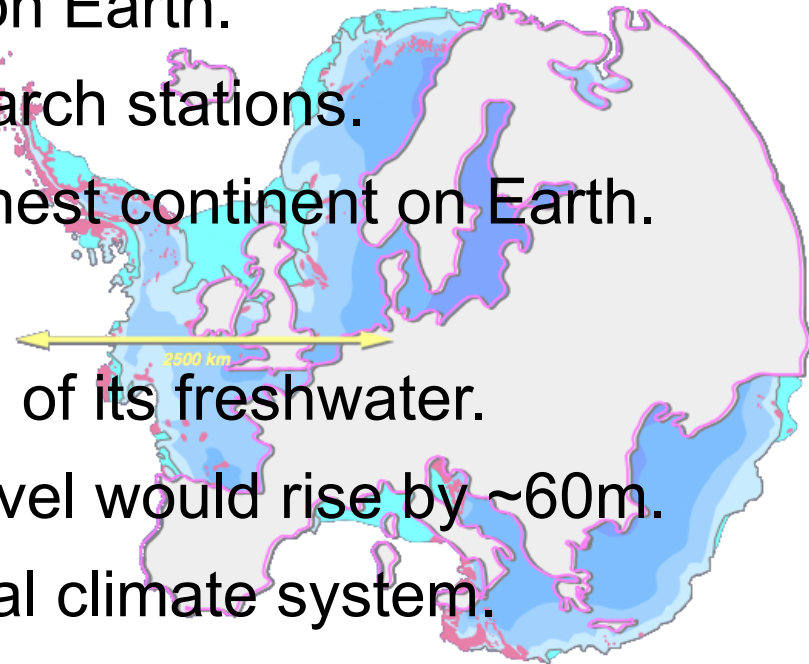 on Earth.
arch stations.
nest continent on Earth.
2500 km
of its freshwater.
vel would rise by ~60m.
al climate system.